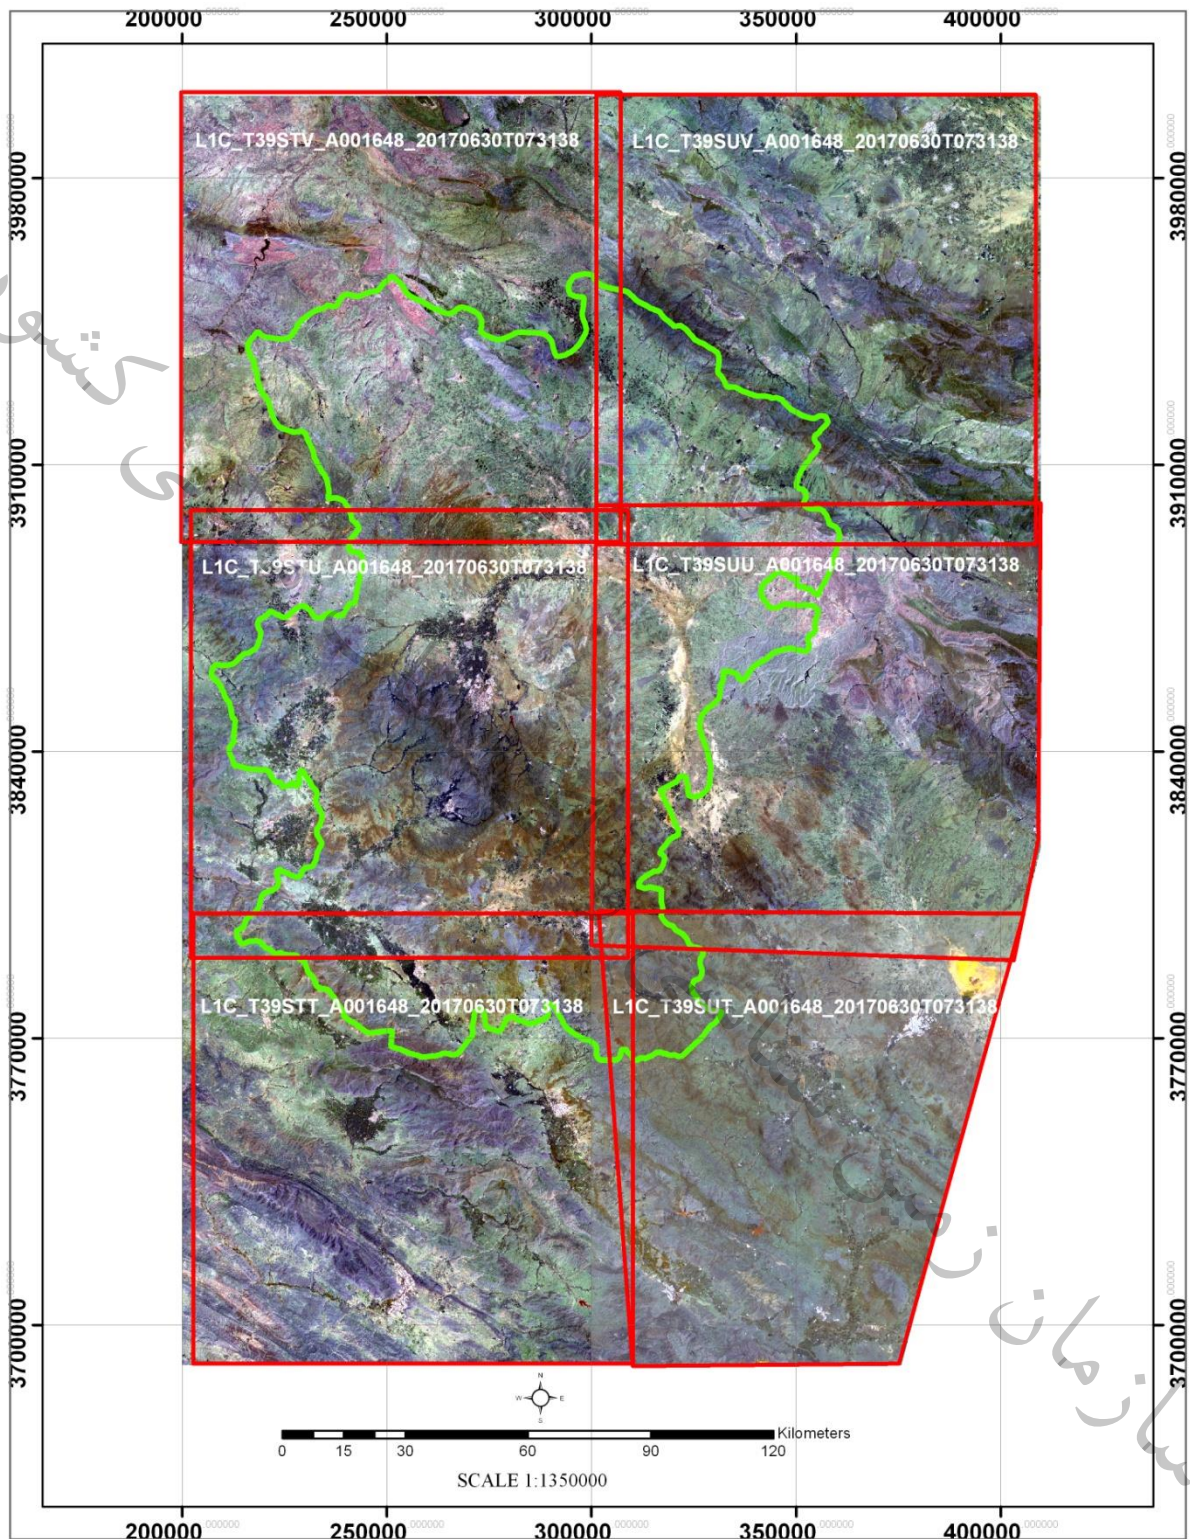 200000 250000 300000 350000 400000
3980000
3980000
L1C_T39STV_A001648_20170630T073138
L1C_T39SUV_A001648_20170630T073138
3910000
3910000
L1C_T39STU_A001648_20170630T073138
L1C_T39SUU_A001648_20170630T073138
3840000
3840000
L1C_T39STT_A001648_20170630T073138
L1C_T39SUT_A001648_20170630T073138
3770000
3770000
3700000
3700000
N
W E
S
0 15 30 60 90 120 Kilometers
SCALE 1:1350000
200000 250000 300000 350000 400000